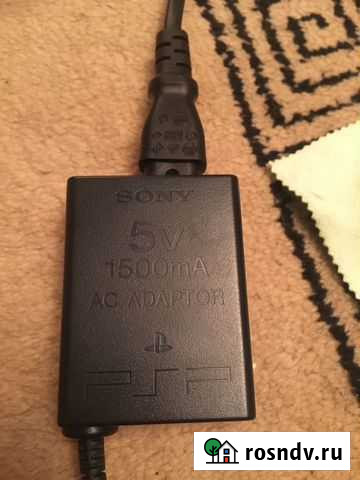 SONY
5V
1500mA
AC ADAPTOR
PSP
rosndv.ru